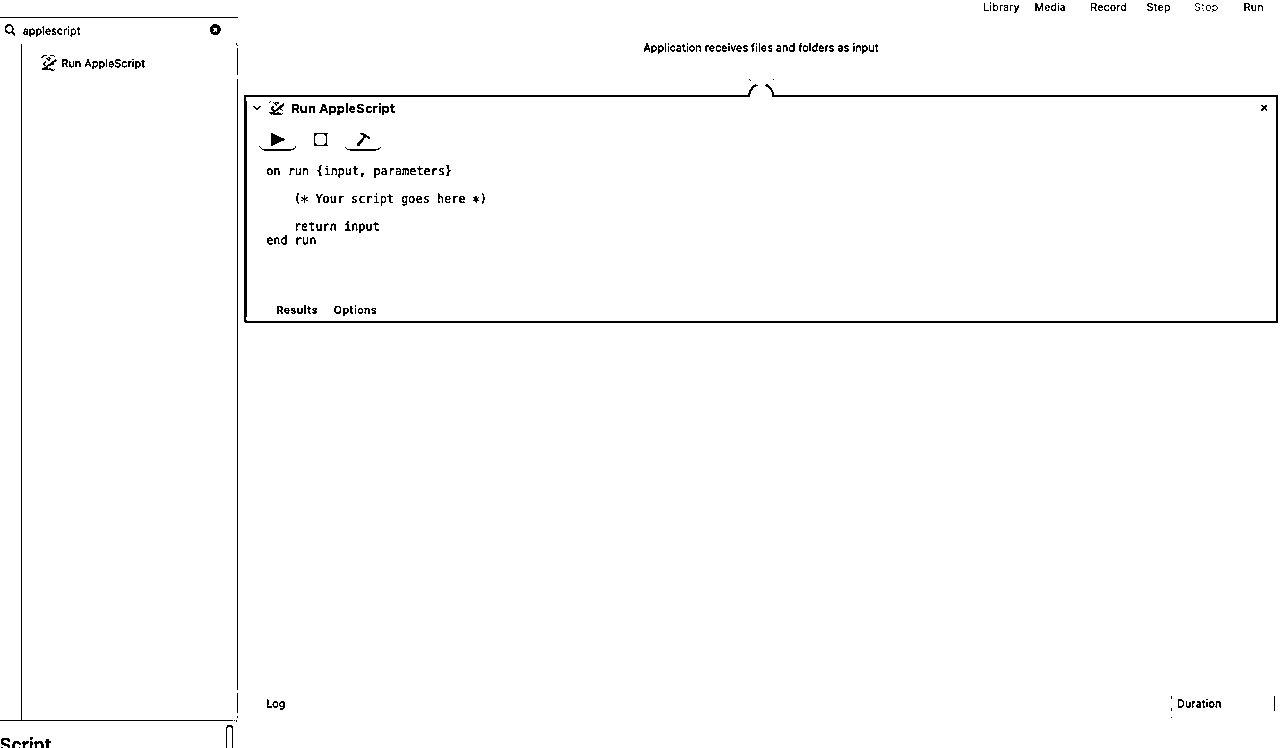 Library Media Record Step Stop Run
applescript
Application receives files and folders as input
Run AppleScript
Run AppleScript
on run {input, parameters}
(* Your script goes here *)
return input
end run
Results Options
Log Duration
Script